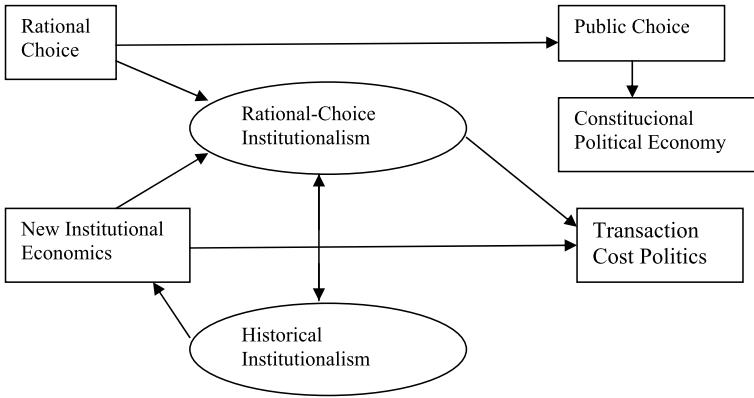 Rational
Choice
Public Choice
Rational-Choice
Institutionalism
Constitucional
Political Economy
New Institutional
Economics
Transaction
Cost Politics
Historical
Institutionalism